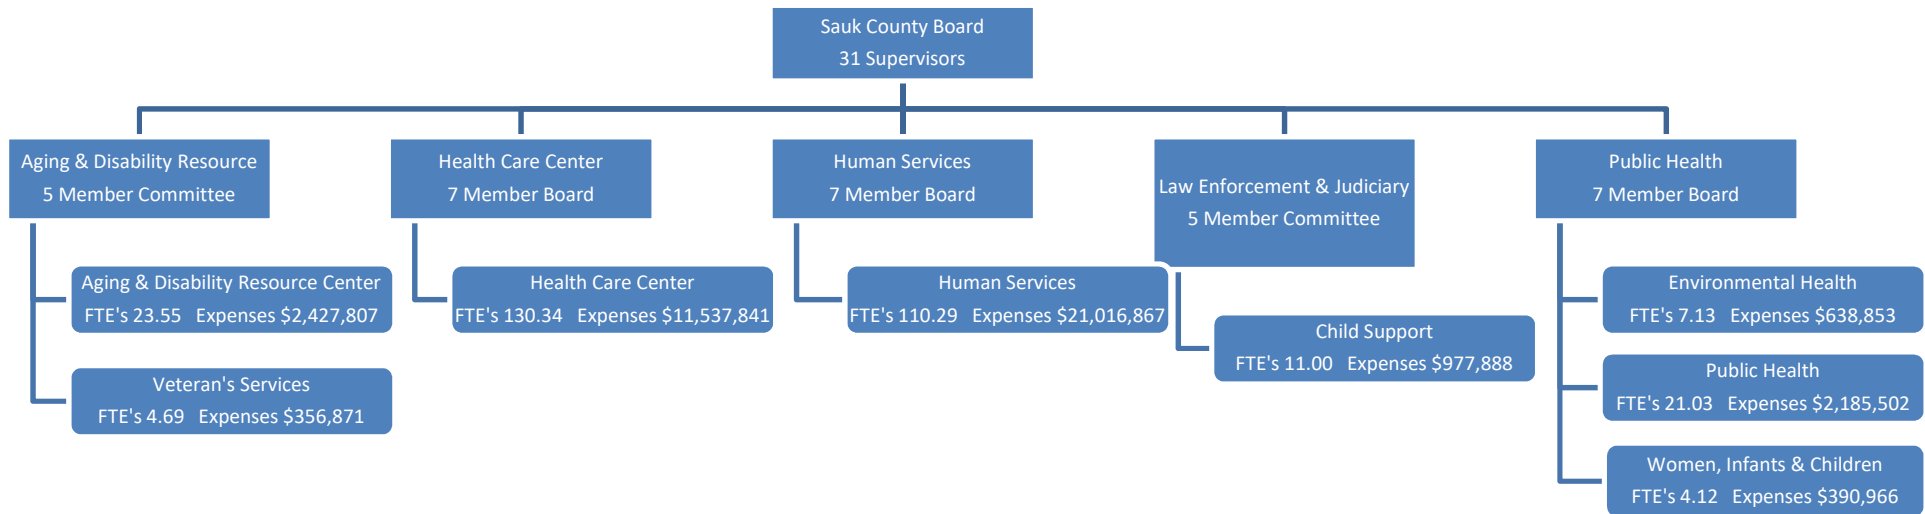 Sauk County Board
31 Supervisors
Aging & Disability Resource
5 Member Committee
Health Care Center
7 Member Board
Human Services
7 Member Board
Law Enforcement & Judiciary
5 Member Committee
Public Health
7 Member Board
Aging & Disability Resource Center
FTE's 23.55 Expenses $2,427,807
Veteran's Services
FTE's 4.69 Expenses $356,871
Health Care Center
FTE's 130.34 Expenses $11,537,841
Human Services
FTE's 110.29 Expenses $21,016,867
Child Support
FTE's 11.00 Expenses $977,888
Environmental Health
FTE's 7.13 Expenses $638,853
Public Health
FTE's 21.03 Expenses $2,185,502
Women, Infants & Children
FTE's 4.12 Expenses $390,966